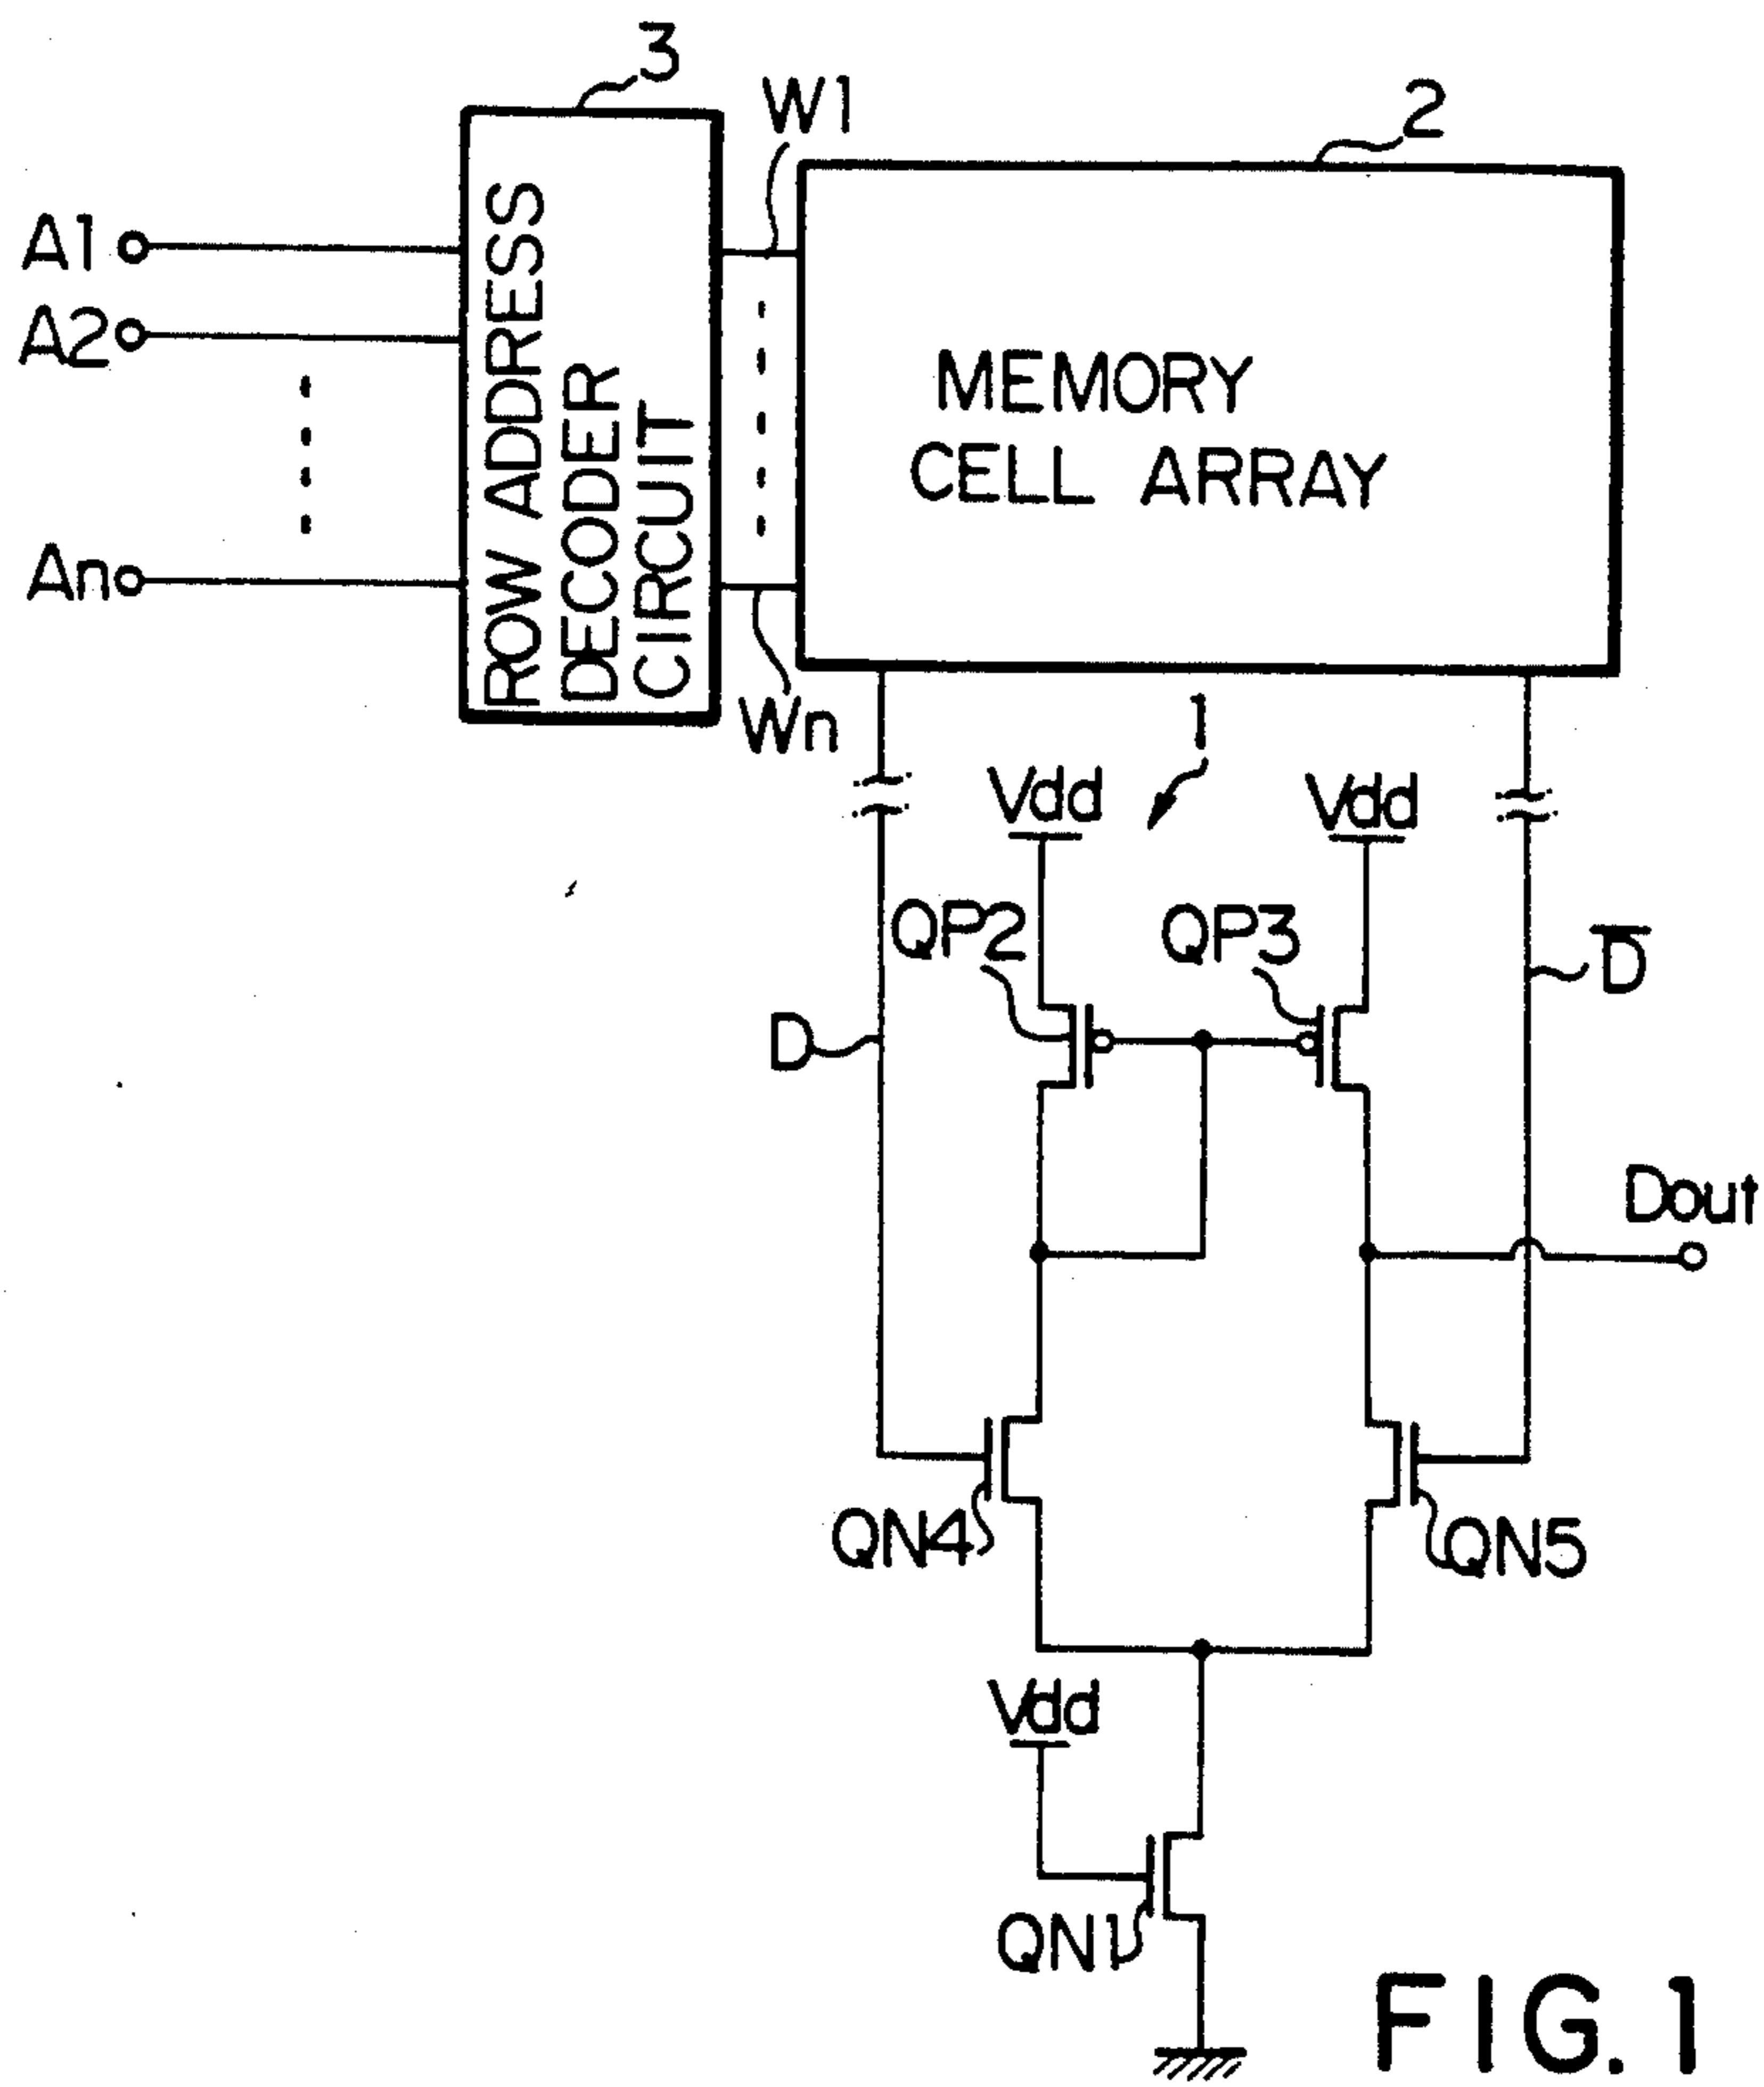 3
W1
2
A1
A2
An
ROW ADDRESS
DECODER
CIRCUIT
MEMORY
CELL ARRAY
Wn
1
Vdd
Vdd
QP2
QP3
D̅
D
Dout
QN4
QN5
Vdd
QN1
FIG. 1